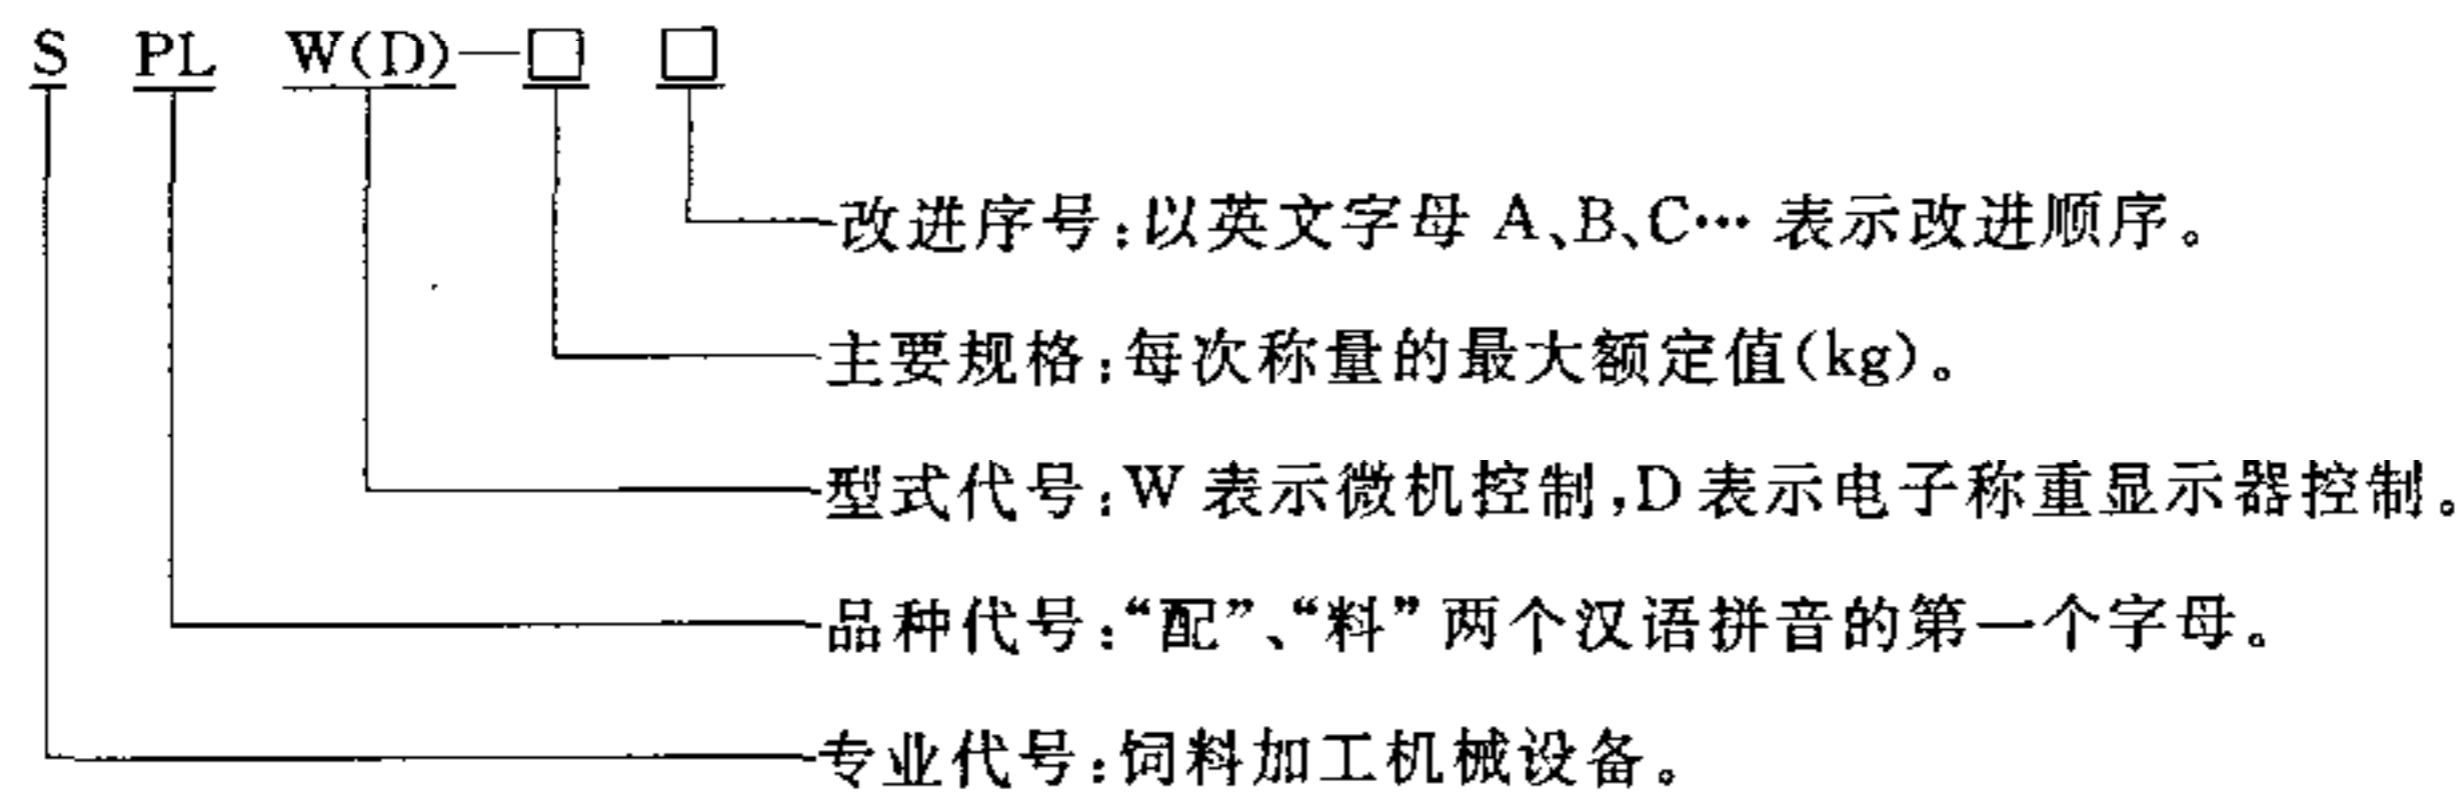 S PL W(D)—□ □
改进序号:以英文字母 A、B、C… 表示改进顺序。
主要规格:每次称量的最大额定值(kg)。
型式代号:W 表示微机控制,D 表示电子称重显示器控制。
品种代号:“配”、“料”两个汉语拼音的第一个字母。
专业代号:饲料加工机械设备。